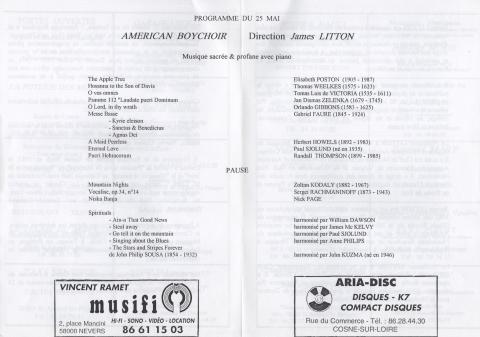 PROGRAMME DU 25 MAI
AMERICAN BOYCHOIR Direction James LITTON
Musique sacrée & profane avec piano
The Apple Tree Elisabeth POSTON (1905 - 1987)
Hosanna to the Son of Davis Thomas WEELKES (1575 - 1623)
O vos omnes Tomas Luis de VICTORIA (1535 - 1611)
Psaume 112 "Laudate pueri Dominum Jan Dismas ZELENKA (1679 - 1745)
O Lord, in thy wrath Orlando GIBBONS (1583 - 1625)
Messe Basse Gabriel FAURE (1845 - 1924)
- Kyrie eleison
- Sanctus & Benedictus
- Agnus Dei
A Maid Peerless Herbert HOWELS (1892 - 1983)
Eternal Love Paul SJOLUND (né en 1935)
Pueri Hebraeorum Randall THOMPSON (1899 - 1985)
PAUSE
Mountain Nights Zoltan KODALY (1882 - 1967)
Vocalise, op.34, n°14 Sergei RACHMANINOFF (1873 - 1943)
Niska Banja Nick PAGE
Spirituals
- Ain-a That Good News harmonisé par William DAWSON
- Steal away harmonisé par James Mc KELVY
- Go tell it on the mountain harmonisé par Paul SJOLUND
- Singing about the Blues harmonisé par Anne PHILIPS
- The Stars and Stripes Forever
de John Philip SOUSA (1854 - 1932) harmonisé par John KUZMA (né en 1946)
VINCENT RAMET
musifi
HI-FI - SONO - VIDÉO - LOCATION
2, place Mancini
58000 NEVERS 86 61 15 03
ARIA-DISC
DISQUES - K7
COMPACT DISQUES
Rue du Commerce - Tél. : 86.28.44.30
COSNE-SUR-LOIRE